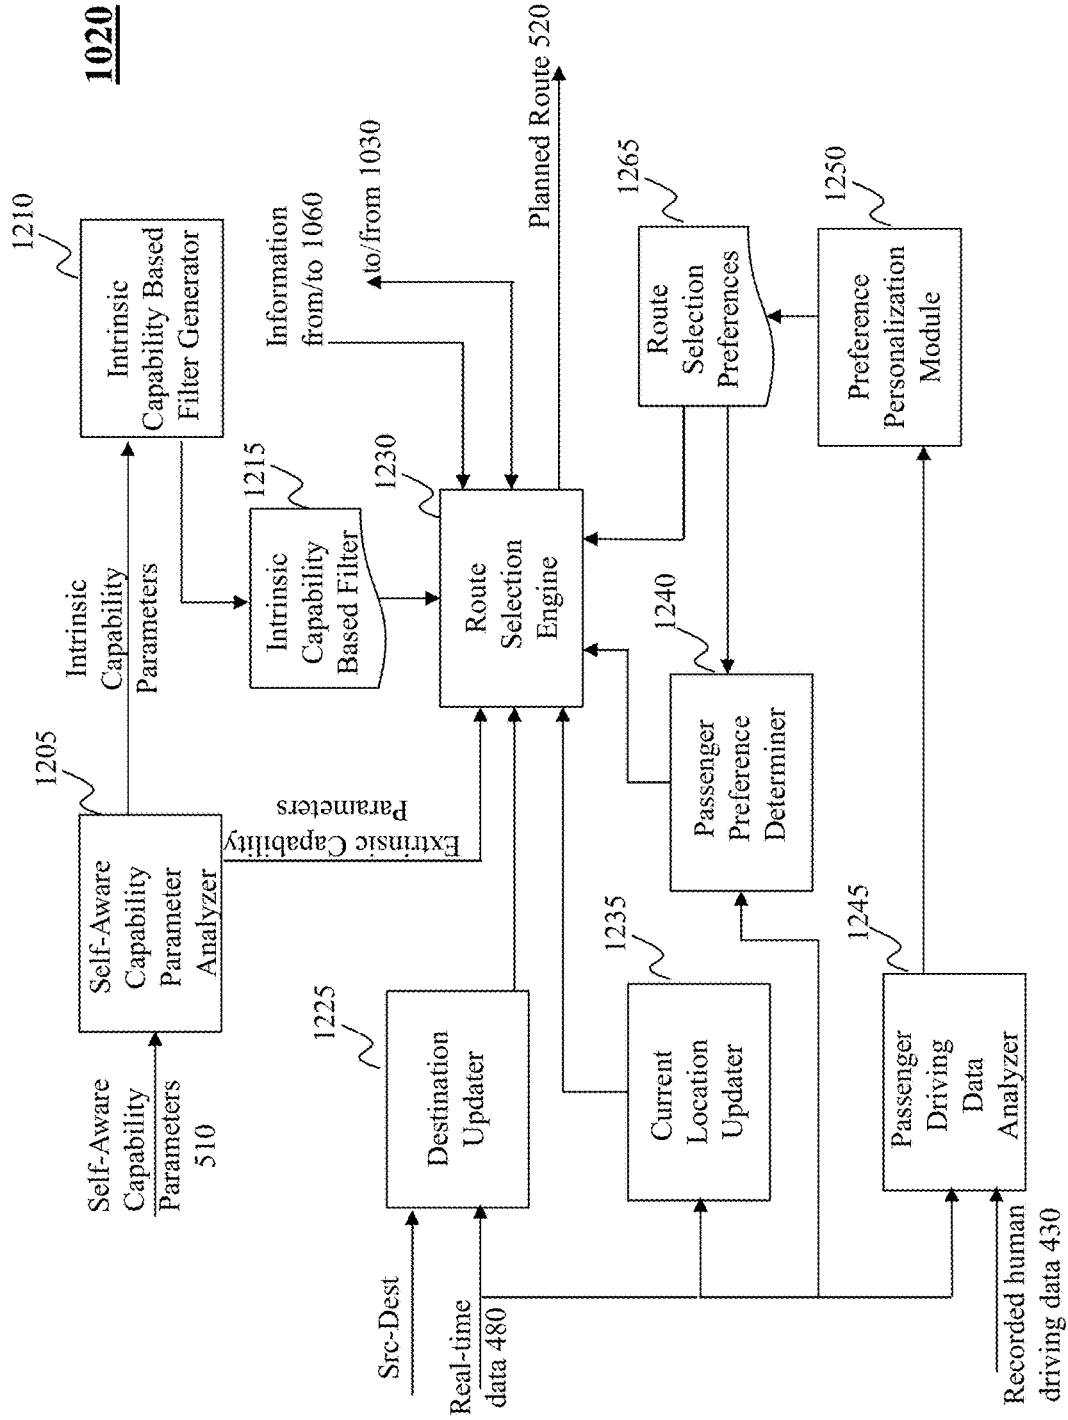 1020
Self-Aware
Capability
Parameters
510
Self-Aware
Capability
Parameter
Analyzer
1205
Intrinsic
Capability
Parameters
Intrinsic
Capability Based
Filter Generator
1210
Extrinsic Capability
Parameters
Intrinsic
Capability
Based Filter
1215
Information
from/to 1060
to/from 1030
Src-Dest
Real-time
data 480
Destination
Updater
1225
Route
Selection
Engine
1230
Planned Route 520
Current
Location
Updater
1235
Passenger
Preference
Determiner
1240
Route
Selection
Preferences
1265
Recorded human
driving data 430
Passenger
Driving
Data
Analyzer
1245
Preference
Personalization
Module
1250